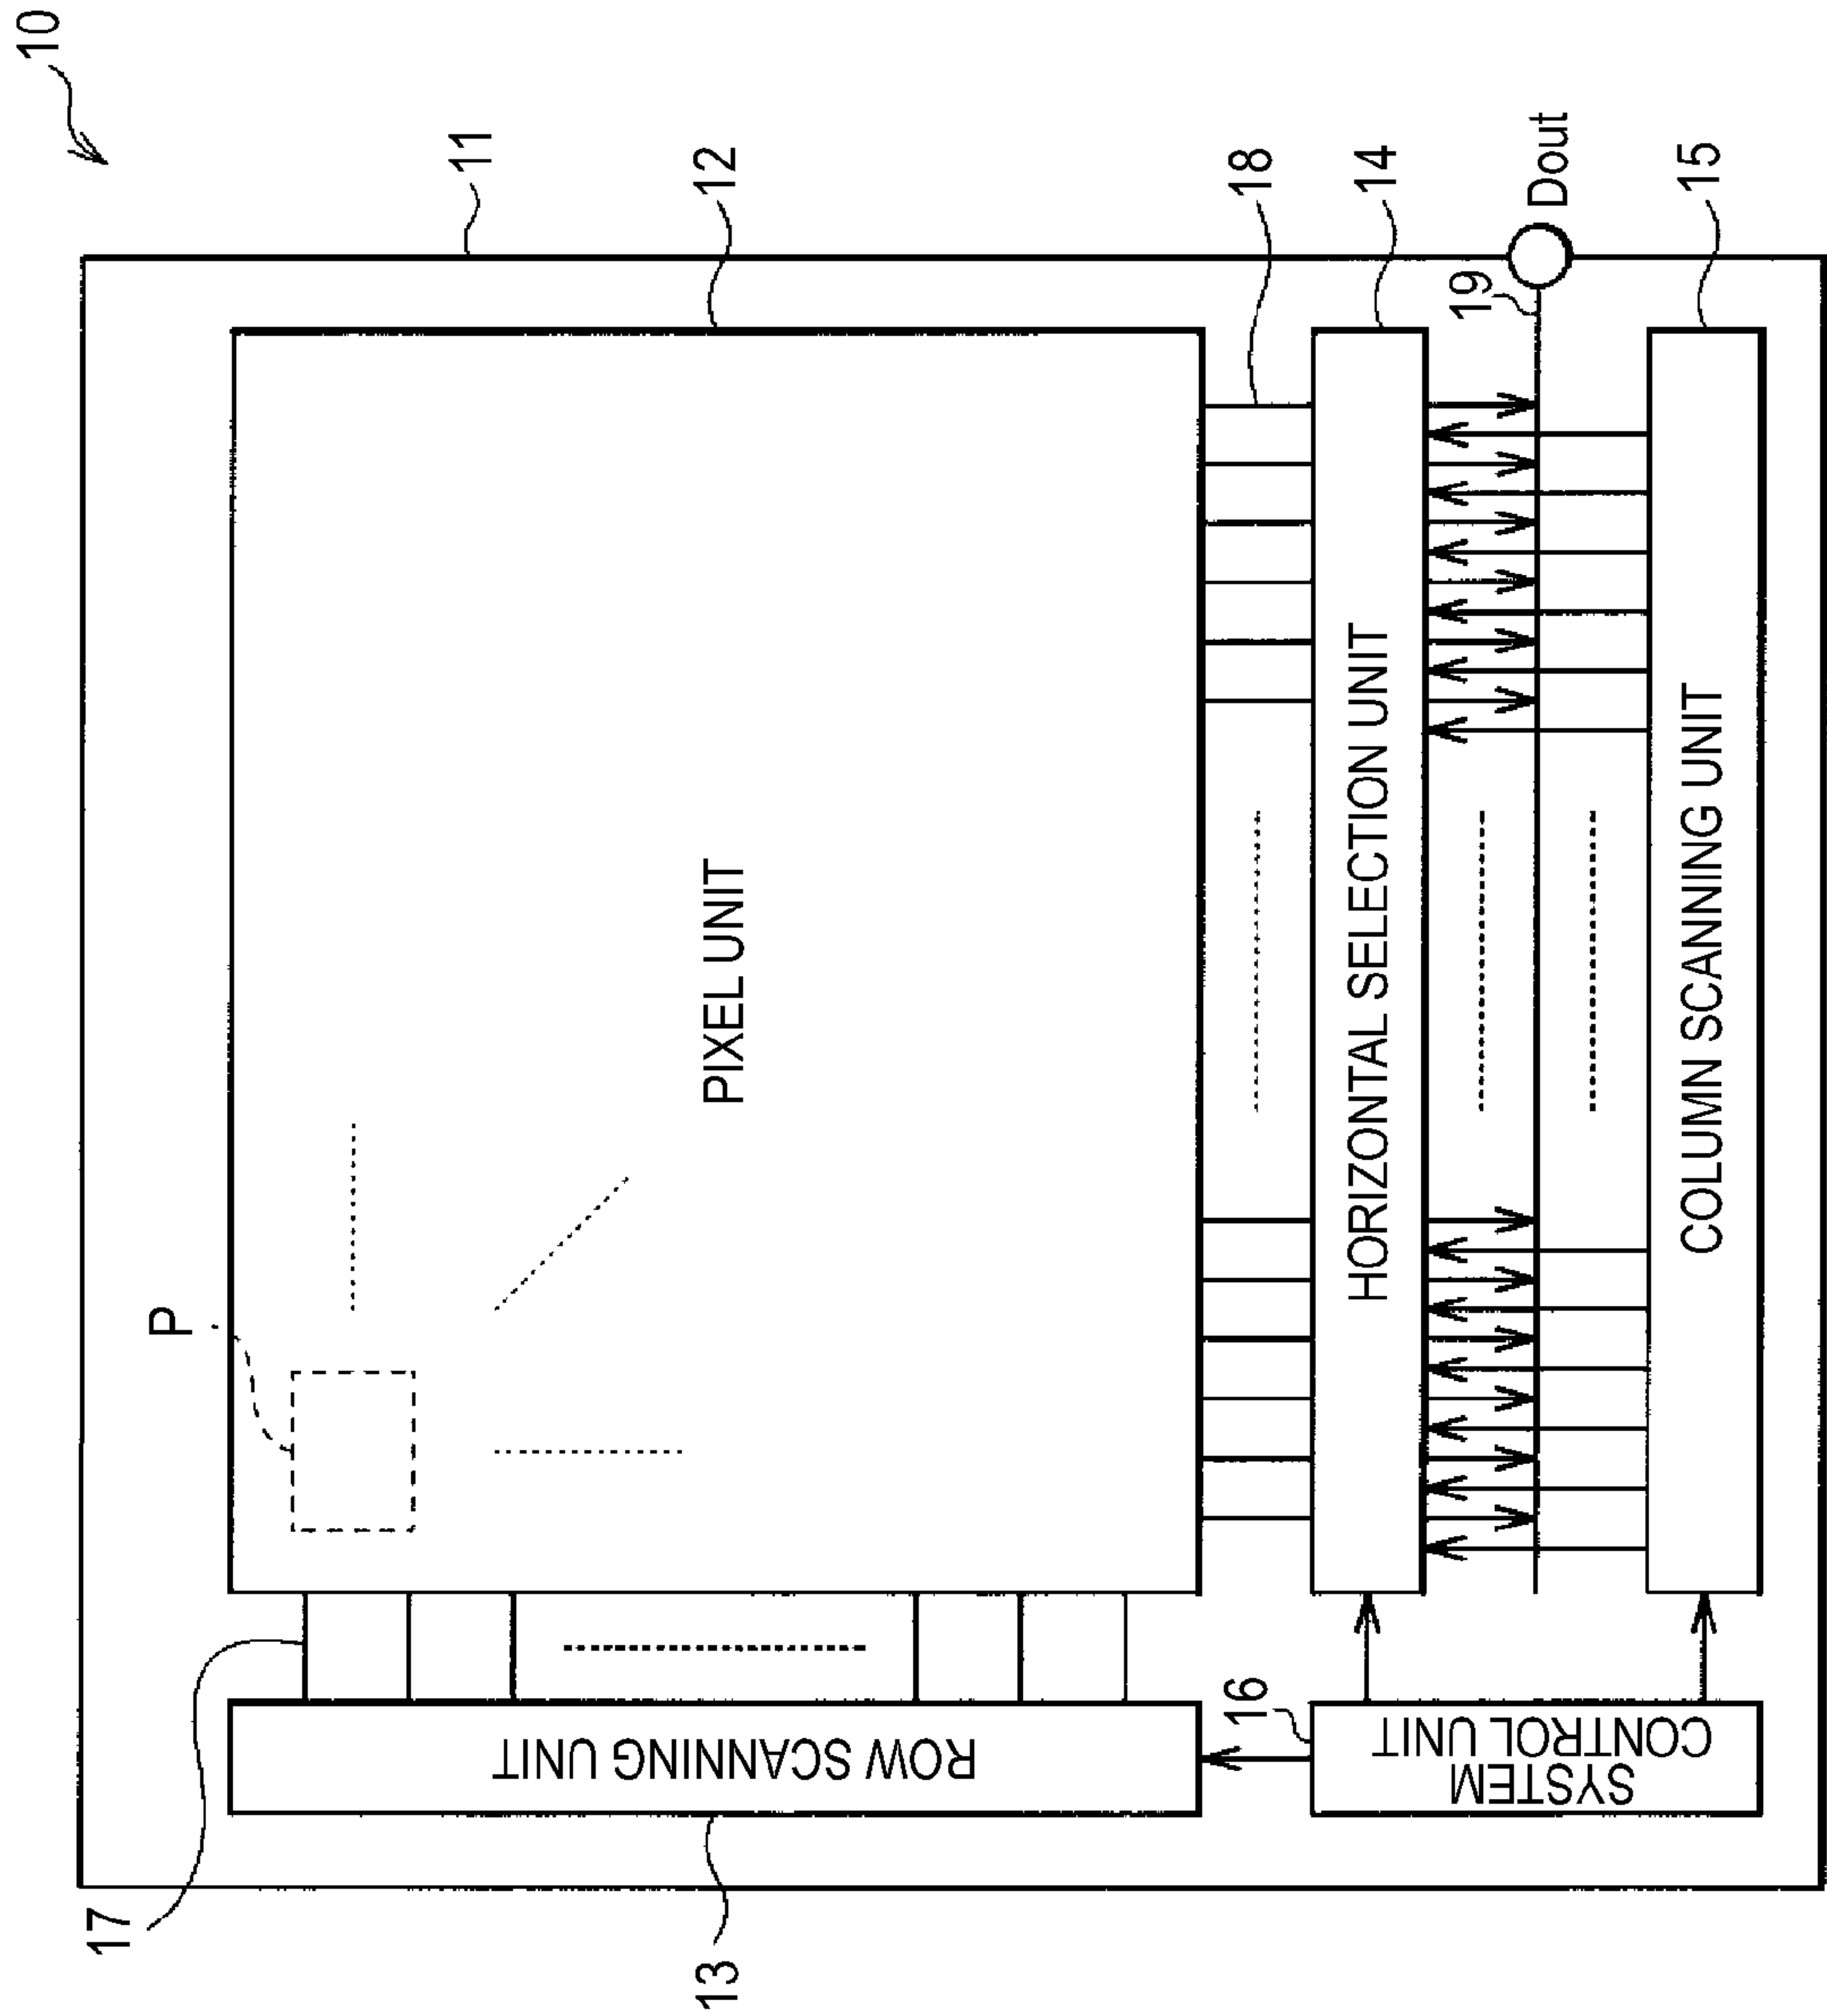 10
11
12
P
PIXEL UNIT
17
13
ROW SCANNING UNIT
18
14
HORIZONTAL SELECTION UNIT
16
SYSTEM
CONTROL UNIT
19
Dout
15
COLUMN SCANNING UNIT